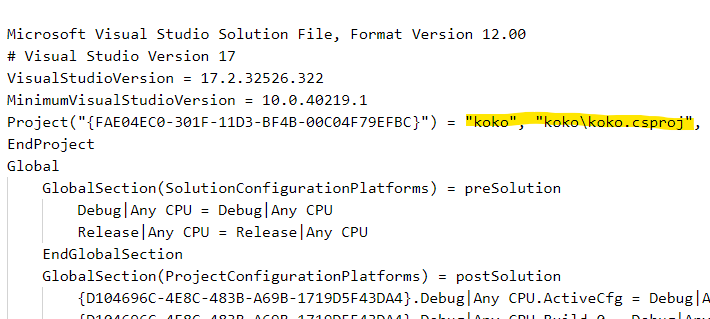 Microsoft Visual Studio Solution File, Format Version 12.00
# Visual Studio Version 17
VisualStudioVersion = 17.2.32526.322
MinimumVisualStudioVersion = 10.0.40219.1
Project("{FAE04EC0-301F-11D3-BF4B-00C04F79EFBC}") = "koko", "koko\koko.csproj",
EndProject
Global
GlobalSection(SolutionConfigurationPlatforms) = preSolution
Debug|Any CPU = Debug|Any CPU
Release|Any CPU = Release|Any CPU
EndGlobalSection
GlobalSection(ProjectConfigurationPlatforms) = postSolution
{D104696C-4E8C-483B-A69B-1719D5F43DA4}.Debug|Any CPU.ActiveCfg = Debug|A